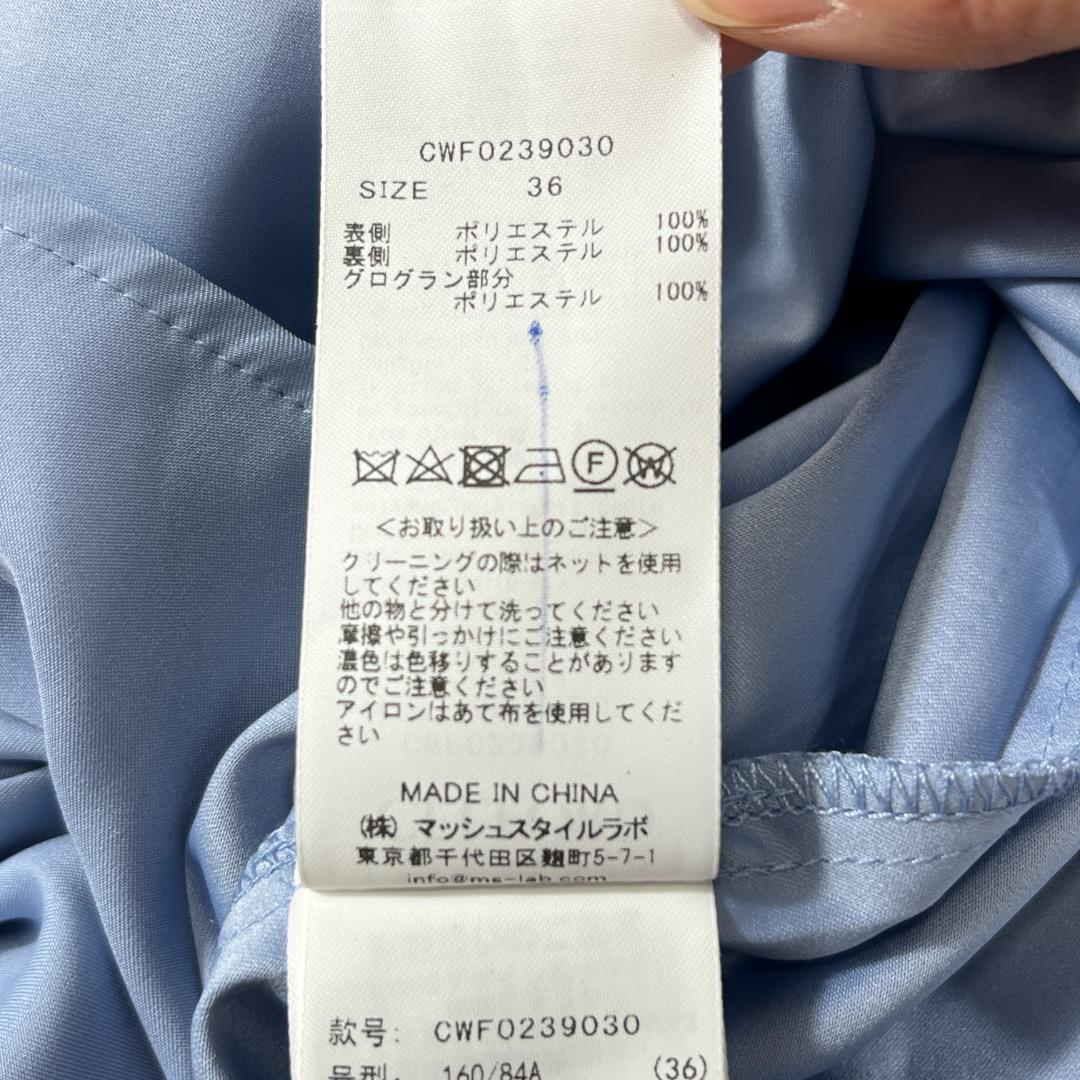 CWF0239030
SIZE 36
表側 ポリエステル 100%
裏側 ポリエステル 100%
グログラン部分
ポリエステル 100%
F W
<お取り扱い上のご注意>
クリーニングの際はネットを使用
してください
他の物と分けて洗ってください
摩擦や引っかけにご注意ください
濃色は色移りすることがあります
のでご注意ください
アイロンはあて布を使用してくだ
さい
MADE IN CHINA
(株) マッシュスタイルラボ
東京都千代田区麹町5-7-1
info@ms-lab.com
款号: CWF0239030
号型: 160/84A (36)